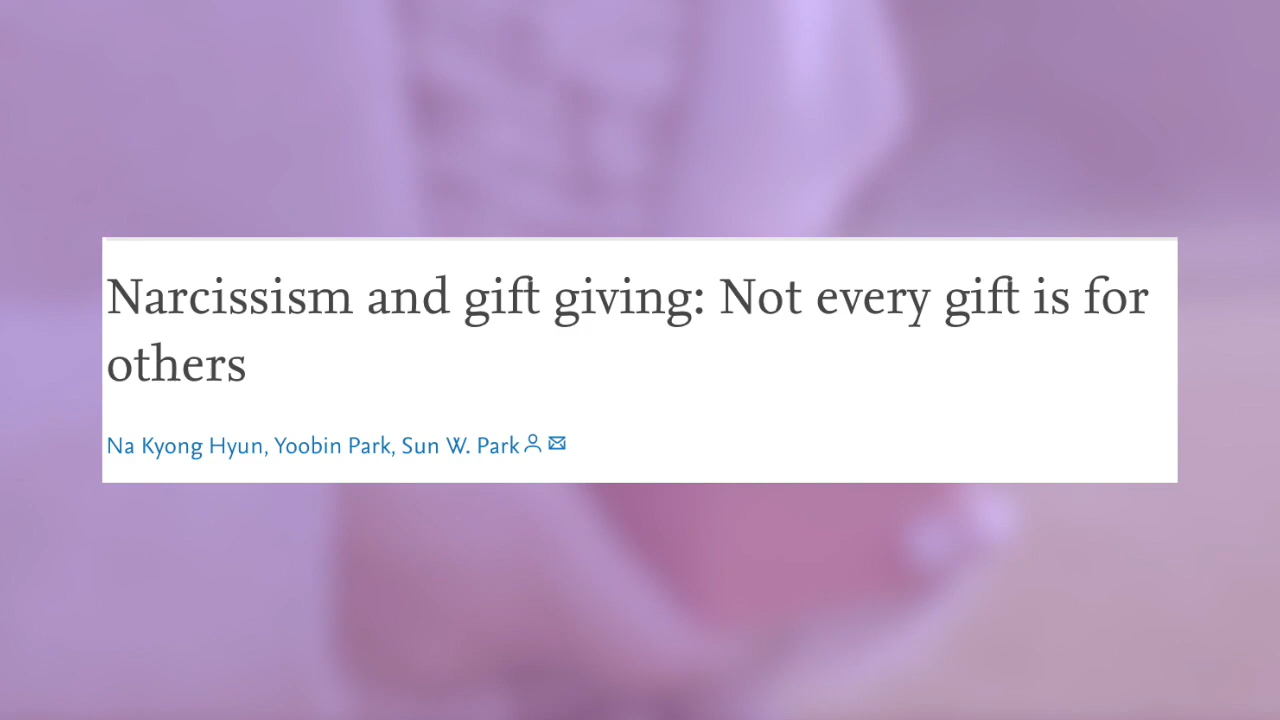 Narcissism and gift giving: Not every gift is for
others
Na Kyong Hyun, Yoobin Park, Sun W. Park